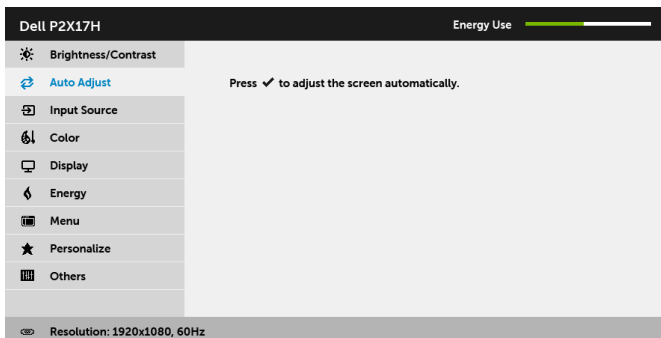 Dell P2X17H Energy Use
Brightness/Contrast
Auto Adjust
Press ✓ to adjust the screen automatically.
Input Source
Color
Display
Energy
Menu
Personalize
Others
Resolution: 1920x1080, 60Hz